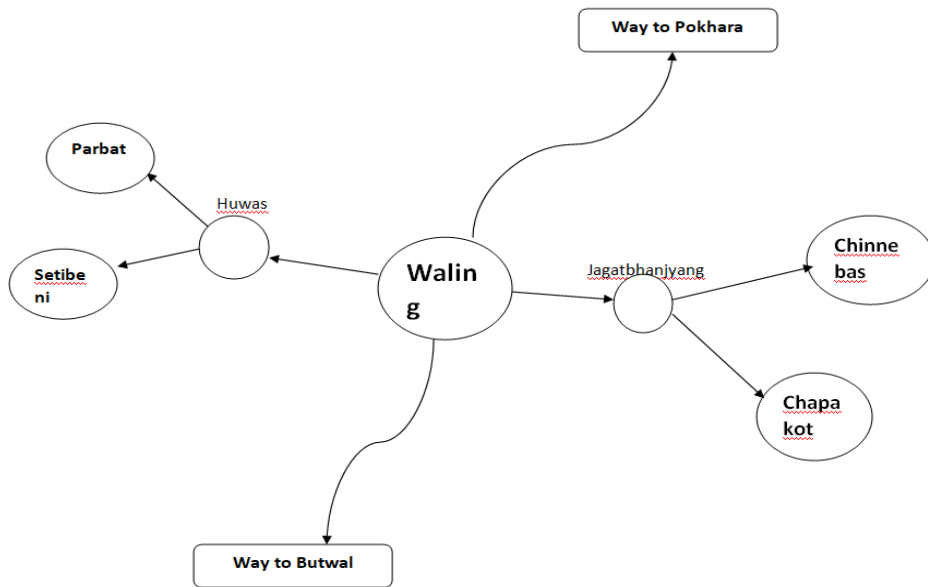 Way to Pokhara
Parbat
Huwas
Setibe
ni
Walin
g
Jagatbhanjyang
Chinne
bas
Chapa
kot
Way to Butwal